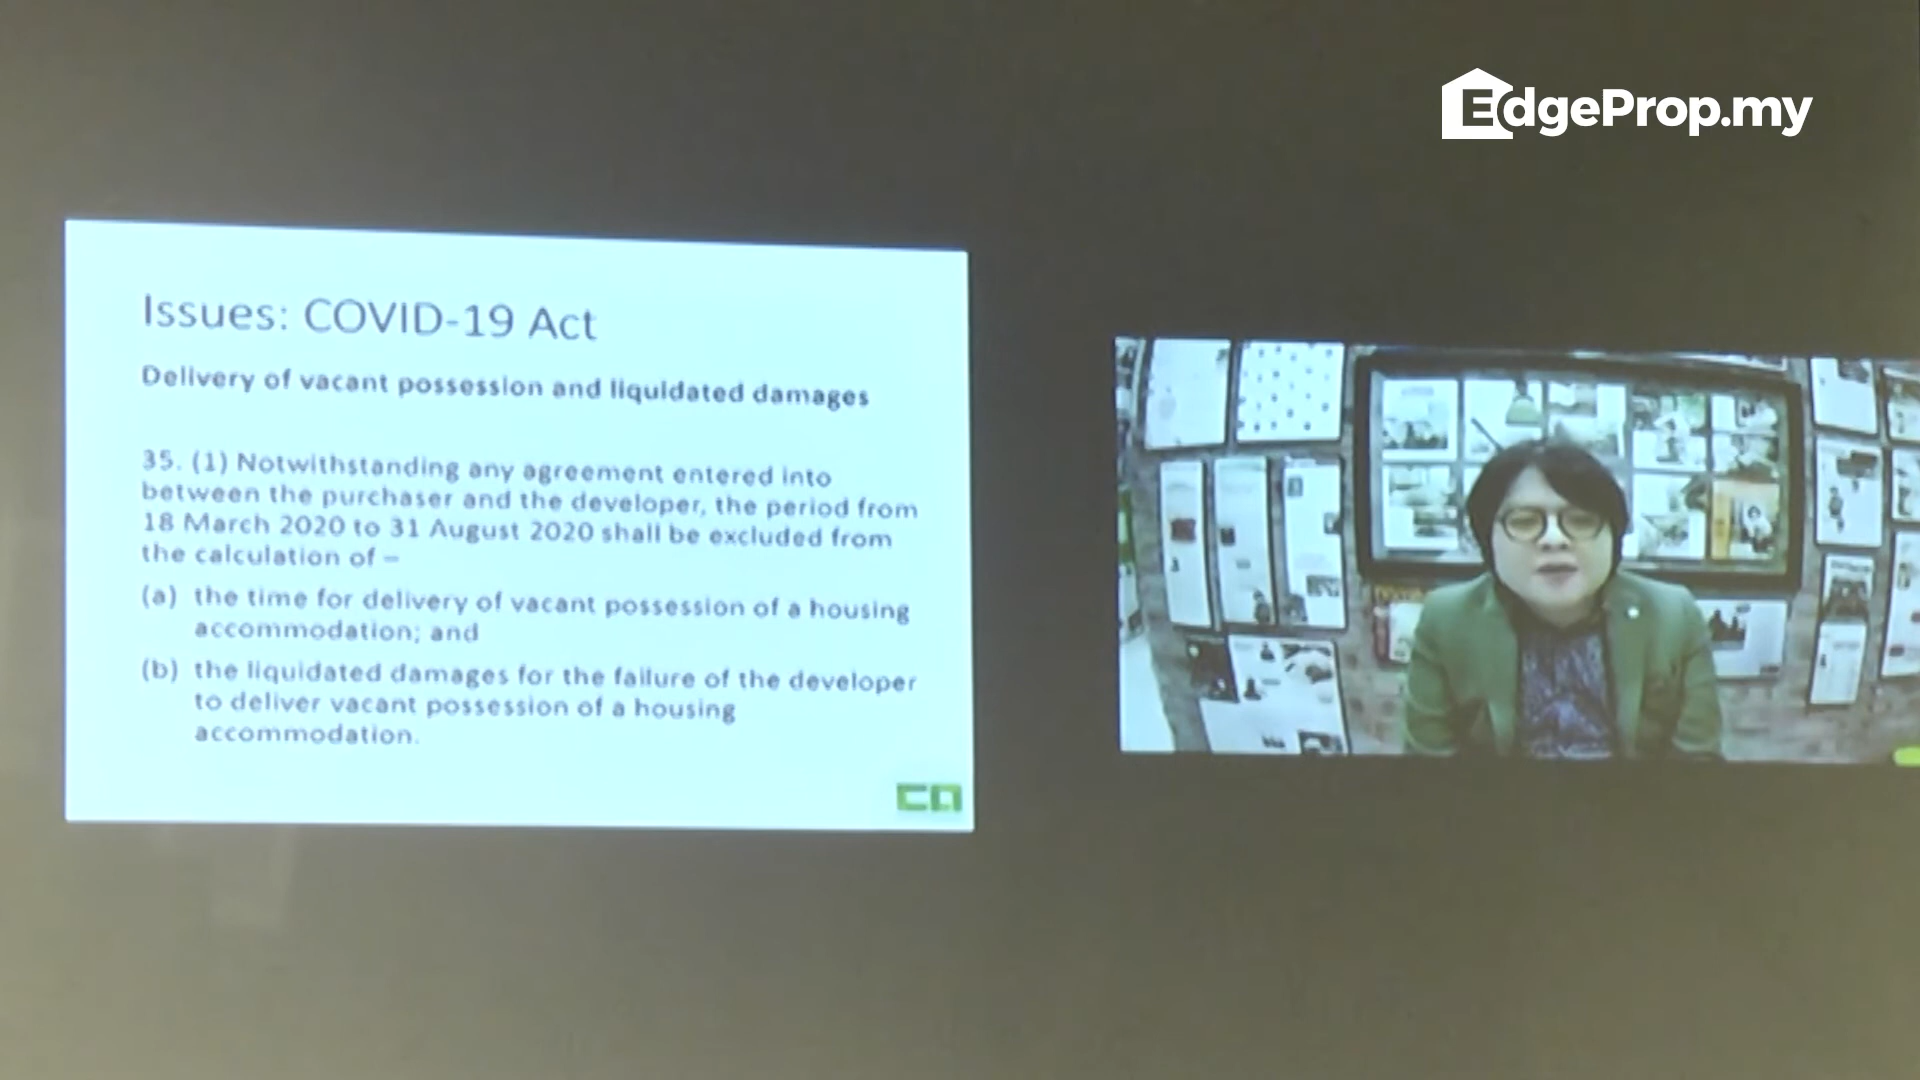 EdgeProp.my
Issues: COVID-19 Act
Delivery of vacant possession and liquidated damages
35. (1) Notwithstanding any agreement entered into
between the purchaser and the developer, the period from
18 March 2020 to 31 August 2020 shall be excluded from
the calculation of –
(a) the time for delivery of vacant possession of a housing
accommodation; and
(b) the liquidated damages for the failure of the developer
to deliver vacant possession of a housing
accommodation.
CA